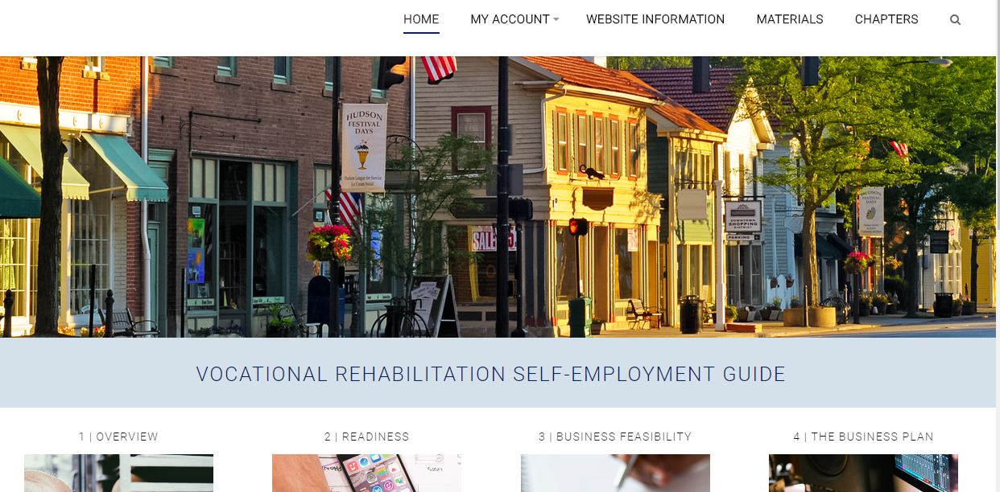 HOME MY ACCOUNT WEBSITE INFORMATION MATERIALS CHAPTERS
HUDSON
FESTIVAL
DAYS
Hudson League for Service
Ice Cream Social
SALE
HUDSON
FESTIVAL
DAYS
DOWNTOWN
SHOPPING
DISTRICT
PARKING
VOCATIONAL REHABILITATION SELF-EMPLOYMENT GUIDE
1 | OVERVIEW
2 | READINESS
3 | BUSINESS FEASIBILITY
4 | THE BUSINESS PLAN